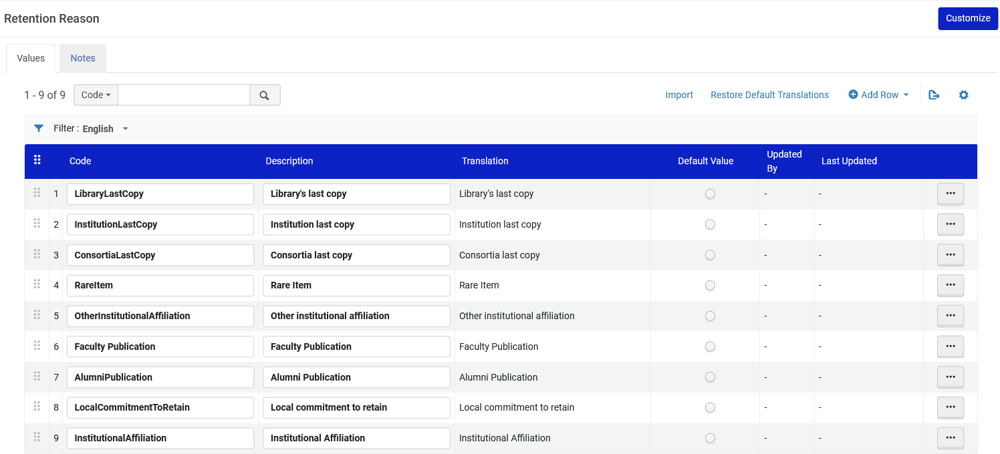 Retention Reason
Customize
Values Notes
1 - 9 of 9 Code Import Restore Default Translations Add Row
Filter : English
Code Description Translation Default Value Updated By Last Updated
1 LibraryLastCopy Library's last copy Library's last copy - -
2 InstitutionLastCopy Institution last copy Institution last copy - -
3 ConsortiaLastCopy Consortia last copy Consortia last copy - -
4 RareItem Rare Item Rare Item - -
5 OtherInstitutionalAffiliation Other institutional affiliation Other institutional affiliation - -
6 Faculty Publication Faculty Publication Faculty Publication - -
7 AlumniPublication Alumni Publication Alumni Publication - -
8 LocalCommitmentToRetain Local commitment to retain Local commitment to retain - -
9 InstitutionalAffiliation Institutional Affiliation Institutional Affiliation - -